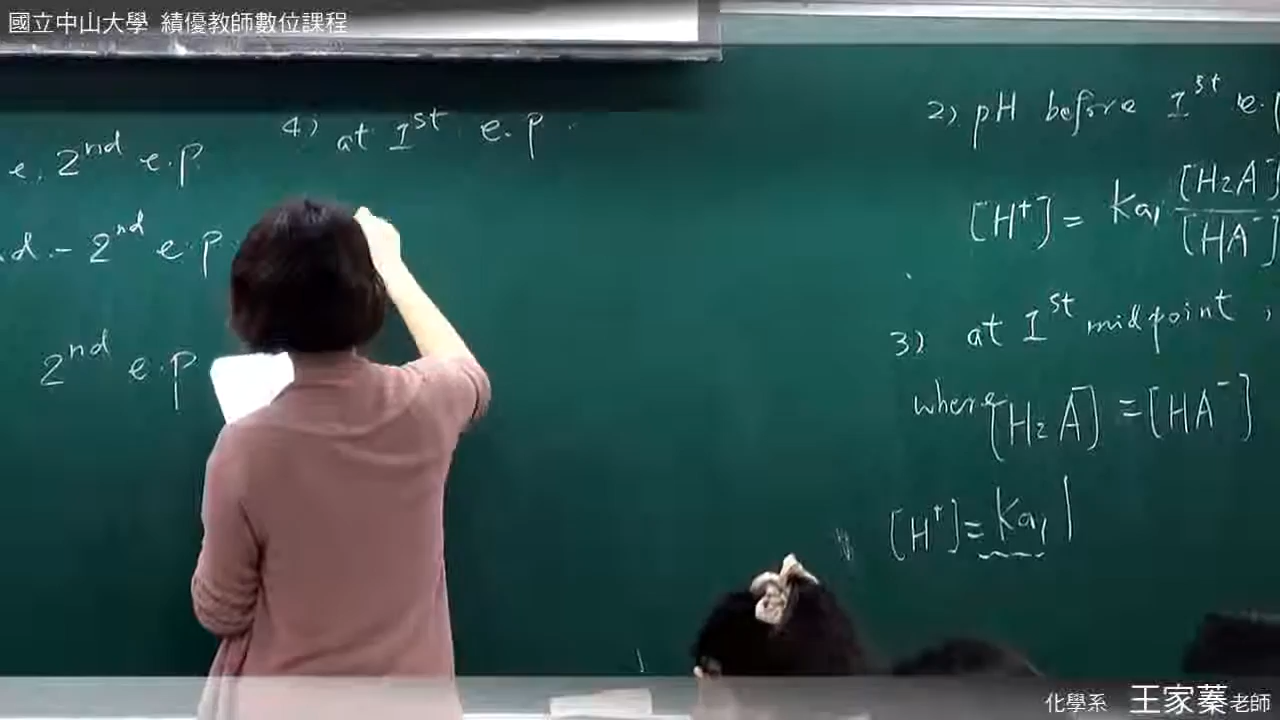 國立中山大學 績優教師數位課程
e. 2nd e.p.
d. - 2nd e.p.
2nd e.p
4) at 1st e.p.
2) pH before 1st e.p
[H+] = Ka1 [H2A] / [HA-]
3) at 1st midpoint,
where [H2A] = [HA-]
[H+] = Ka1
化學系 王家蓁老師